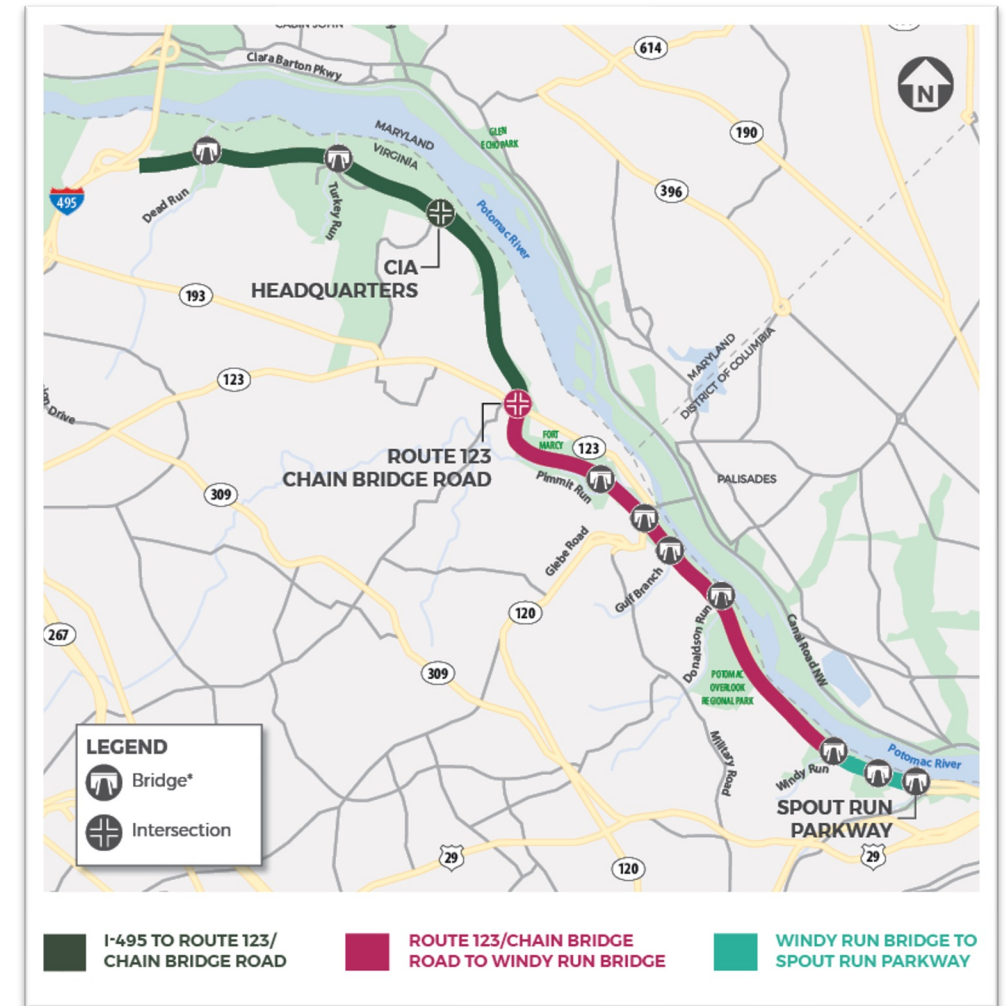 CABIN JOHN
Clara Barton Pkwy
614
N
190
MARYLAND
VIRGINIA
GLEN
ECHO PARK
396
495
Dead Run
Turkey Run
Potomac River
CIA
HEADQUARTERS
193
MARYLAND
DISTRICT OF COLUMBIA
123
Drive
ROUTE 123
CHAIN BRIDGE ROAD
FORT
MARCY
123
Pimmit Run
PALISADES
309
Glebe Road
Gulf Branch
120
267
Donaldson Run
Canal Road NW
309
POTOMAC
OVERLOOK
REGIONAL PARK
Military Road
LEGEND
Bridge*
Intersection
Windy Run
Potomac River
SPOUT RUN
PARKWAY
29
120
29
I-495 TO ROUTE 123/
CHAIN BRIDGE ROAD
ROUTE 123/CHAIN BRIDGE
ROAD TO WINDY RUN BRIDGE
WINDY RUN BRIDGE TO
SPOUT RUN PARKWAY